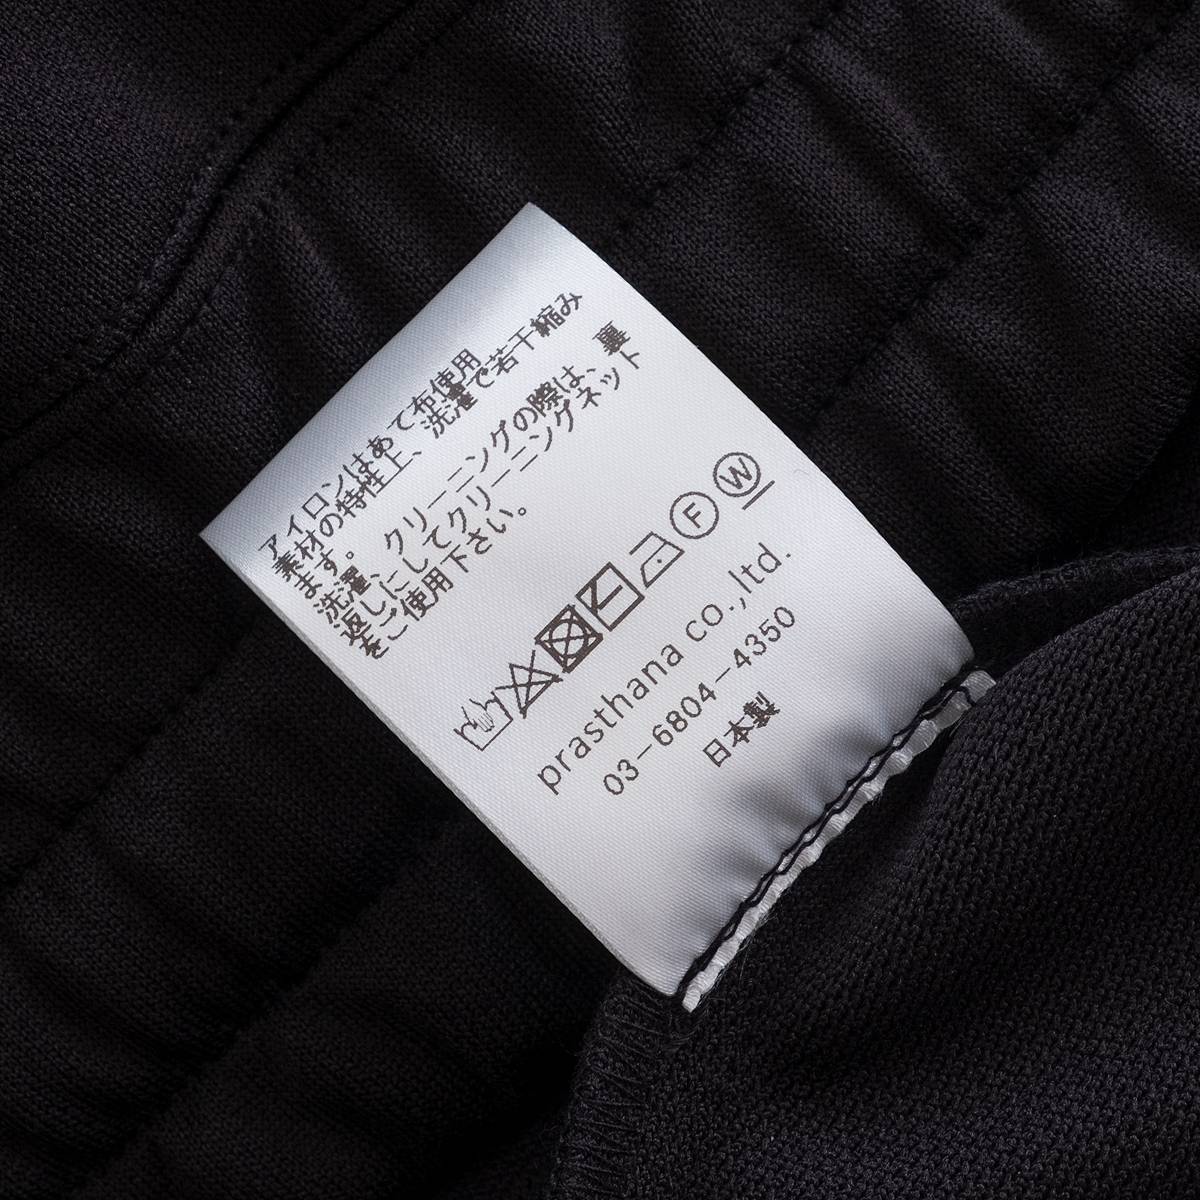 アイロンはあて布使用
素材の特性上、洗濯で若干縮み
ます。
洗濯、クリーニングの際は、裏
返しにしてクリーニングネット
をご使用下さい。
F W
prasthana co.,ltd.
03-6804-4350
日本製